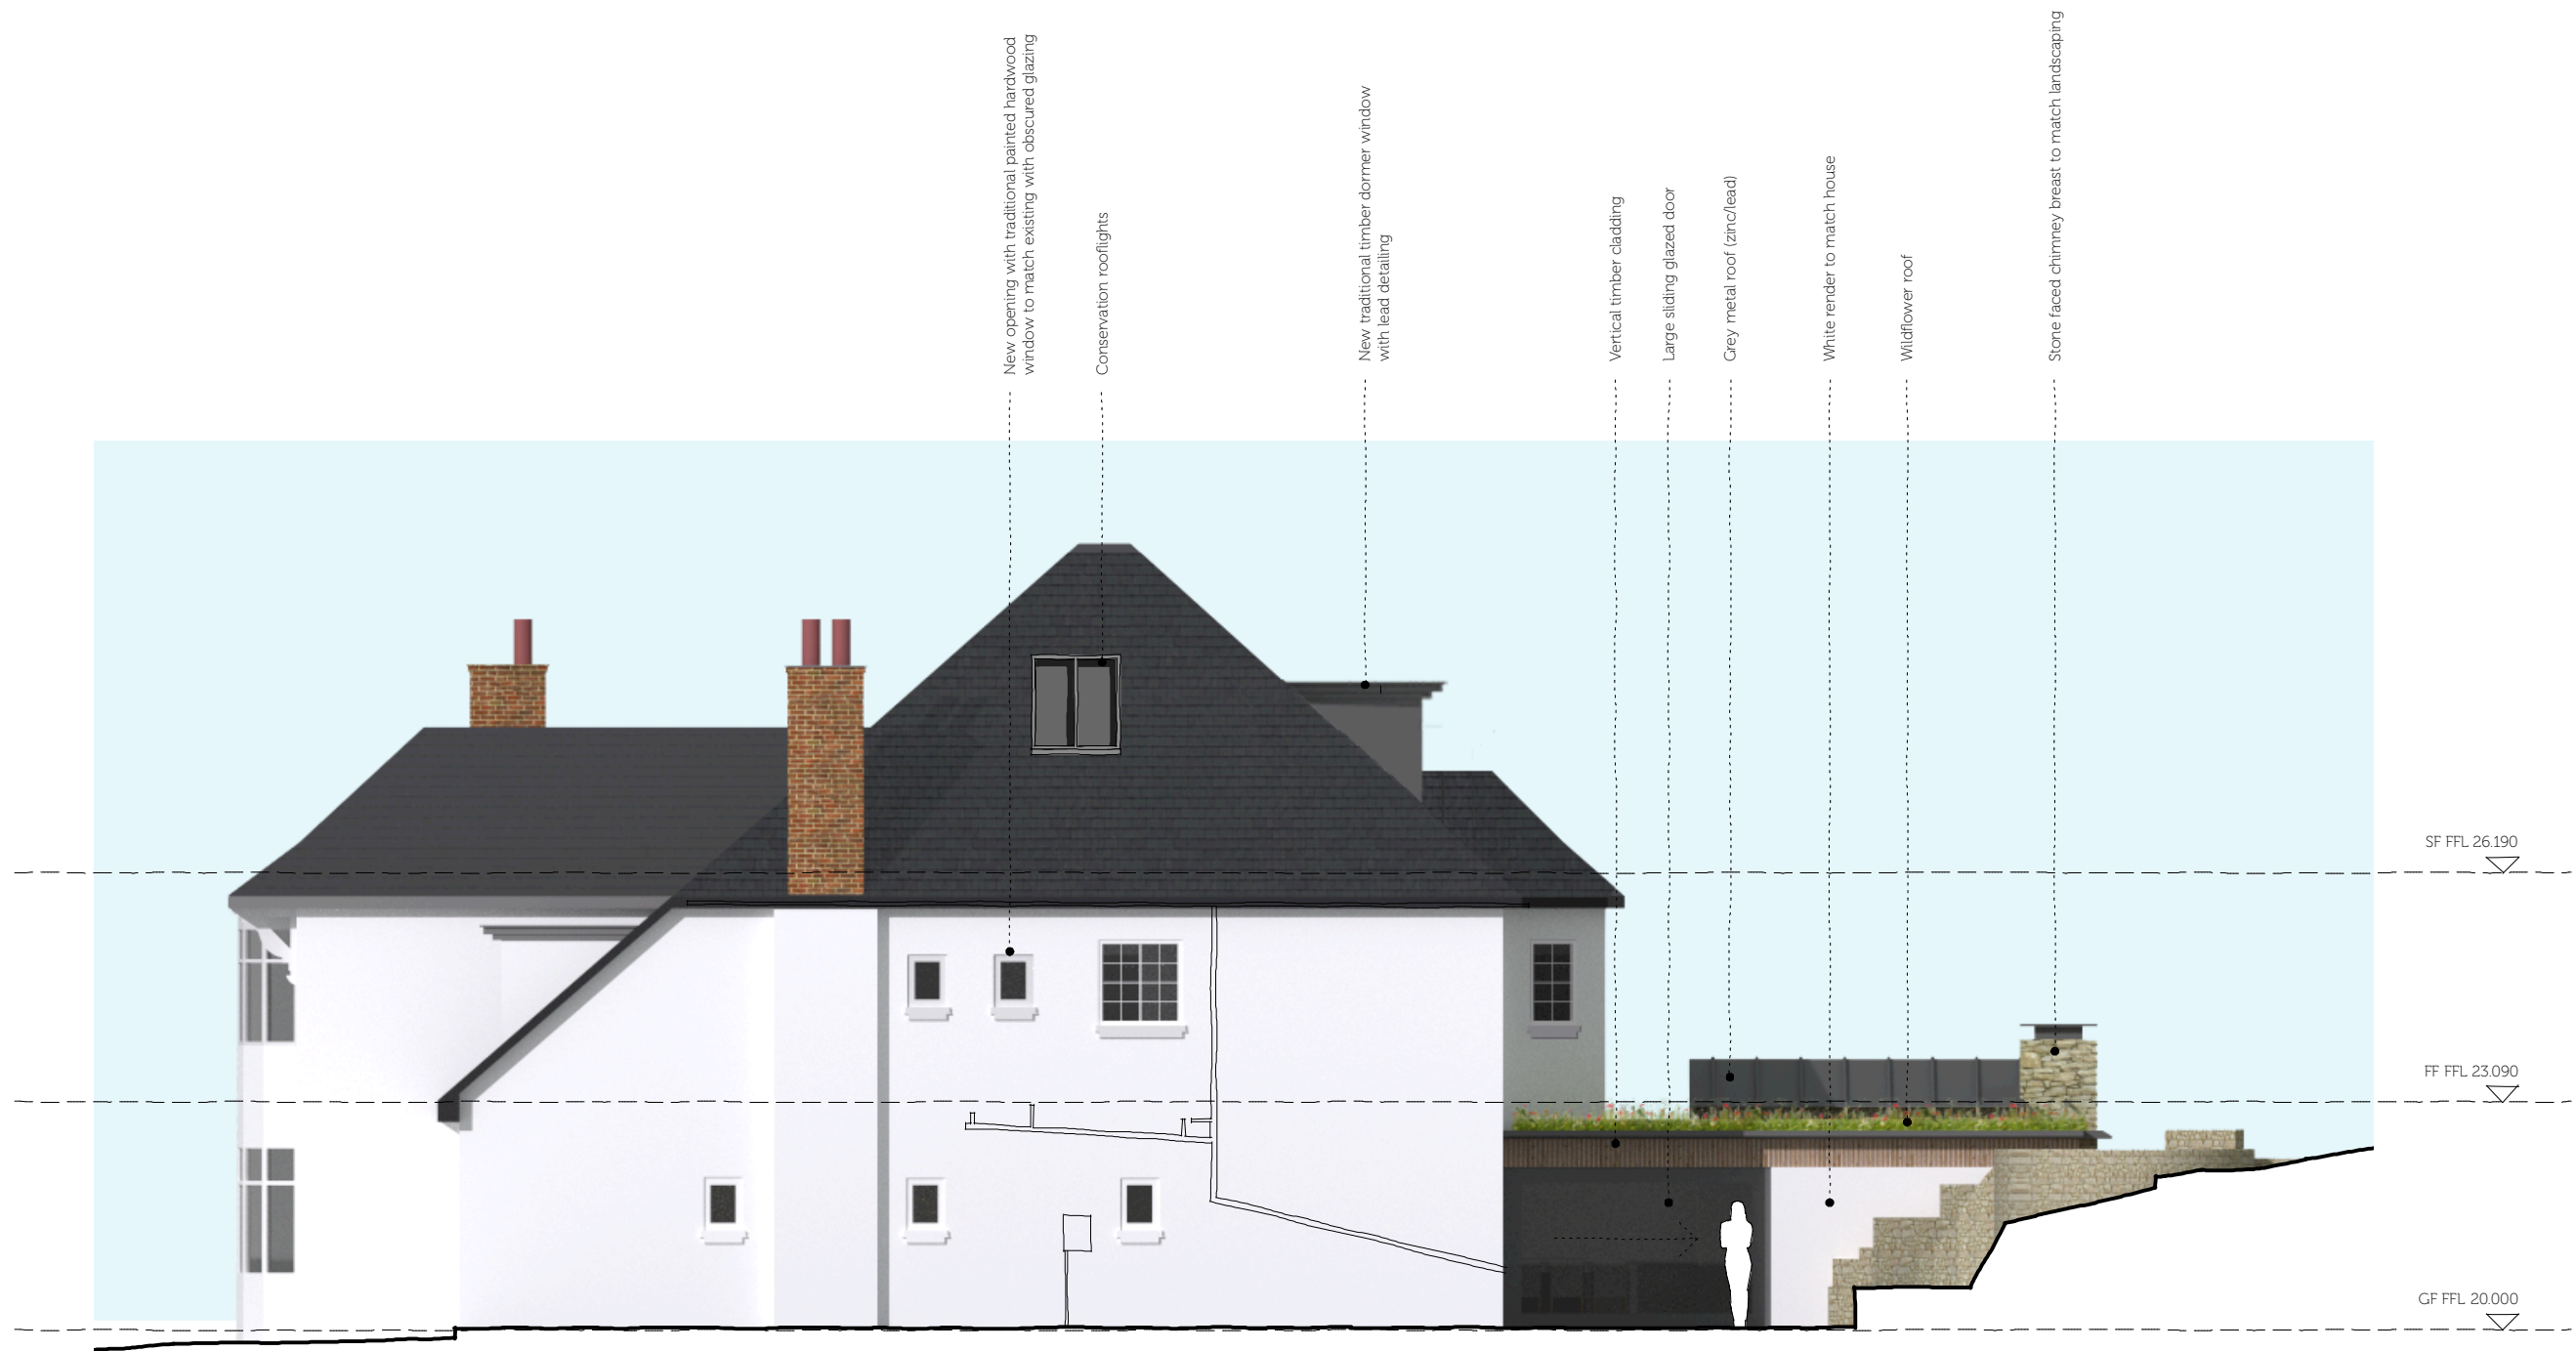 New opening with traditional painted hardwood
window to match existing with obscured glazing
Conservation rooflights
New traditional timber dormer window
with lead detailing
Vertical timber cladding
Large sliding glazed door
Grey metal roof (zinc/lead)
White render to match house
Wildflower roof
Stone faced chimney breast to match landscaping
SF FFL 26.190
FF FFL 23.090
GF FFL 20.000